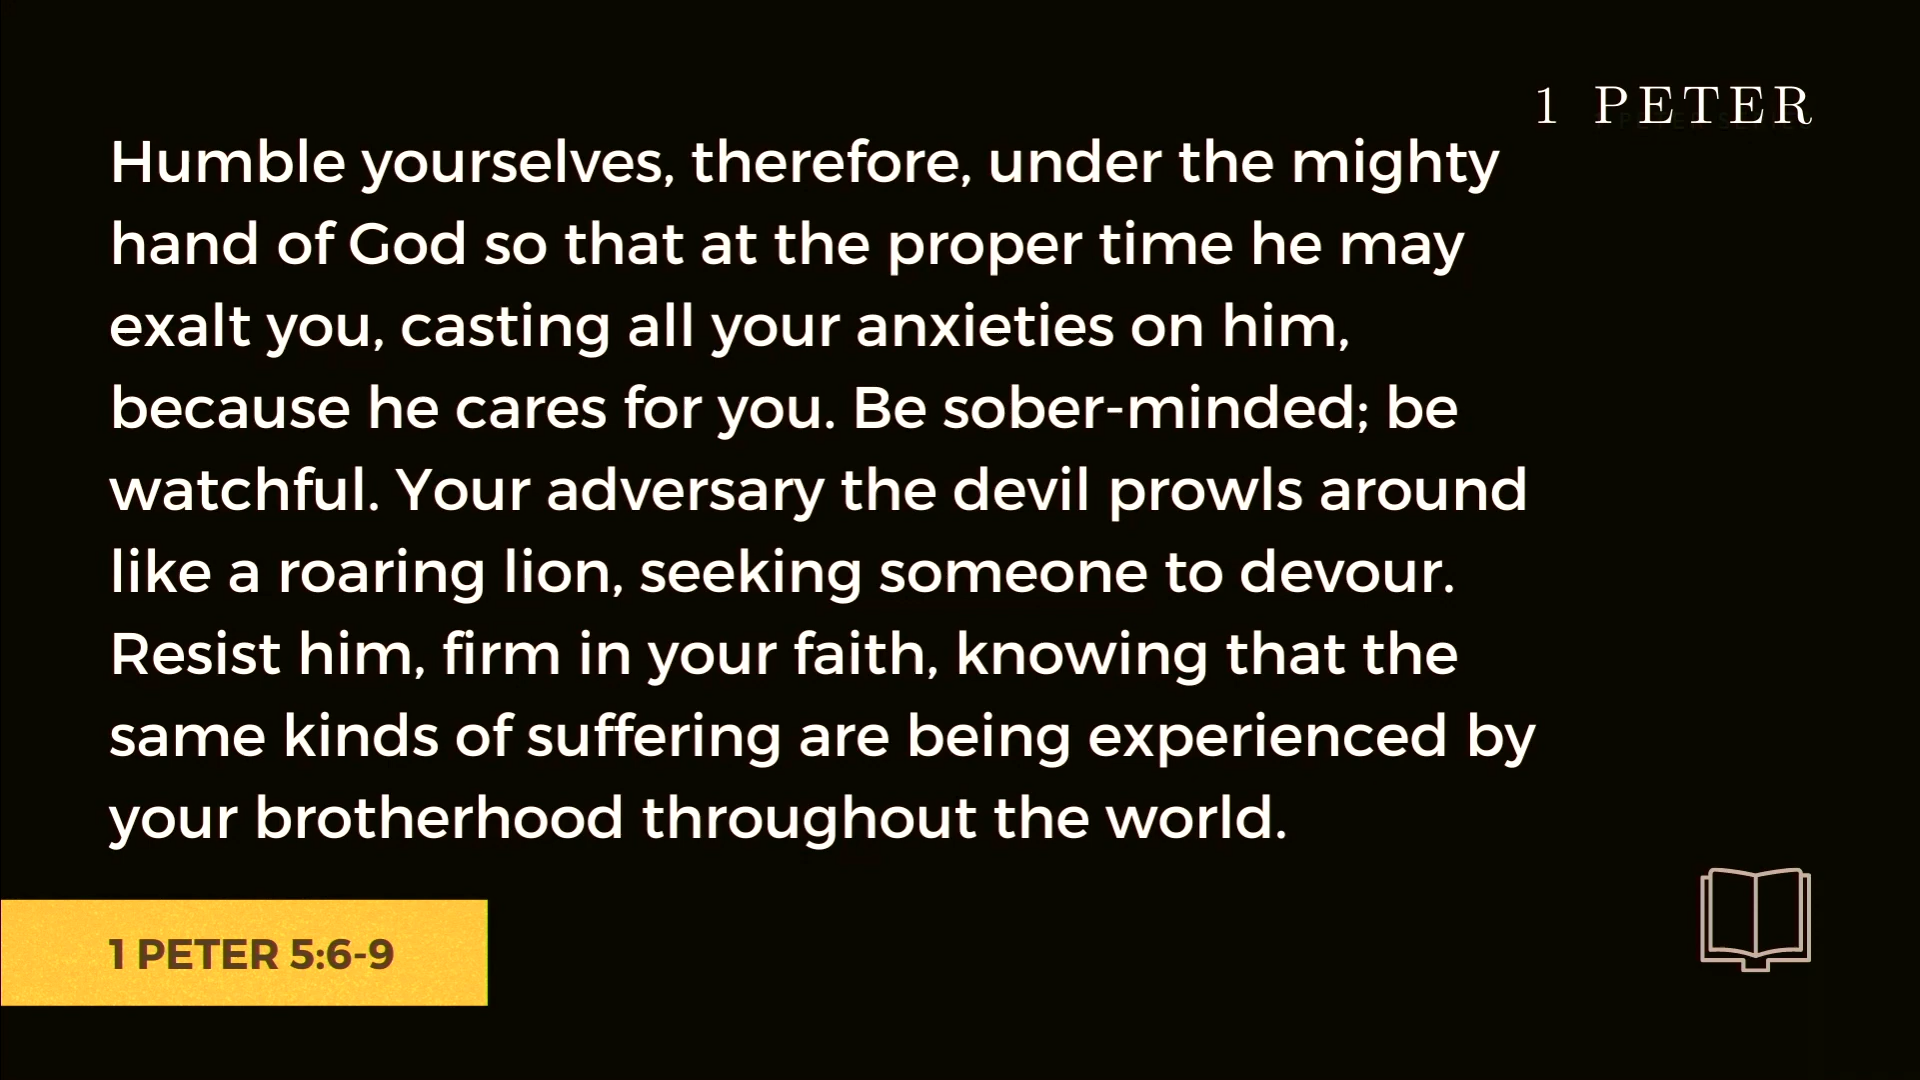 1 PETER
Humble yourselves, therefore, under the mighty
hand of God so that at the proper time he may
exalt you, casting all your anxieties on him,
because he cares for you. Be sober-minded; be
watchful. Your adversary the devil prowls around
like a roaring lion, seeking someone to devour.
Resist him, firm in your faith, knowing that the
same kinds of suffering are being experienced by
your brotherhood throughout the world.
1 PETER 5:6-9